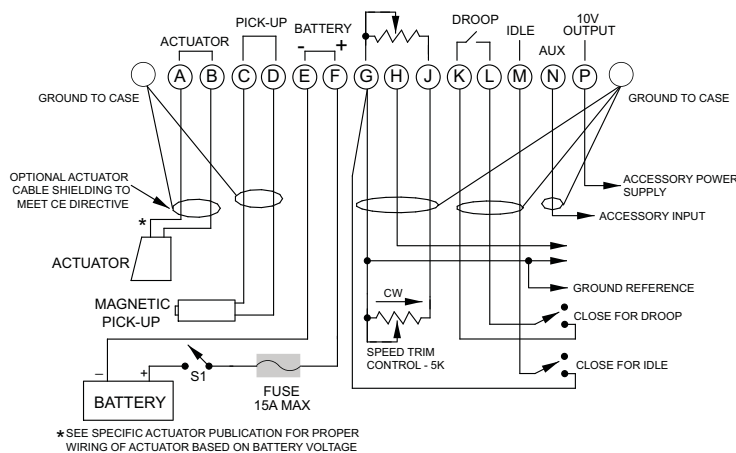 ACTUATOR
PICK-UP
BATTERY
- +
DROOP
IDLE
AUX
10V
OUTPUT
A B C D E F G H J K L M N P
GROUND TO CASE
GROUND TO CASE
OPTIONAL ACTUATOR
CABLE SHIELDING TO
MEET CE DIRECTIVE
*
ACTUATOR
ACCESSORY POWER
SUPPLY
ACCESSORY INPUT
GROUND REFERENCE
MAGNETIC
PICK-UP
CW
SPEED TRIM
CONTROL - 5K
CLOSE FOR DROOP
CLOSE FOR IDLE
– +
S1
BATTERY
FUSE
15A MAX
*SEE SPECIFIC ACTUATOR PUBLICATION FOR PROPER
WIRING OF ACTUATOR BASED ON BATTERY VOLTAGE